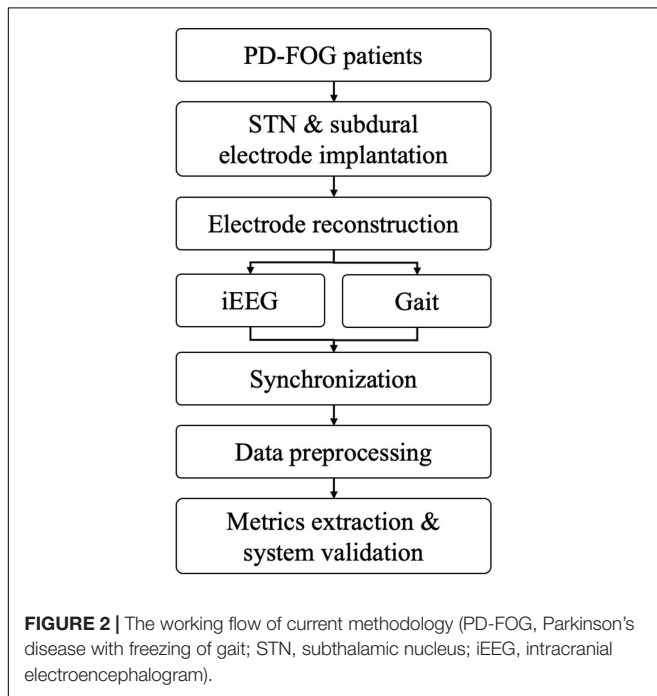 PD-FOG patients
STN & subdural
electrode implantation
Electrode reconstruction
iEEG
Gait
Synchronization
Data preprocessing
Metrics extraction &
system validation
FIGURE 2 | The working flow of current methodology (PD-FOG, Parkinson's
disease with freezing of gait; STN, subthalamic nucleus; iEEG, intracranial
electroencephalogram).